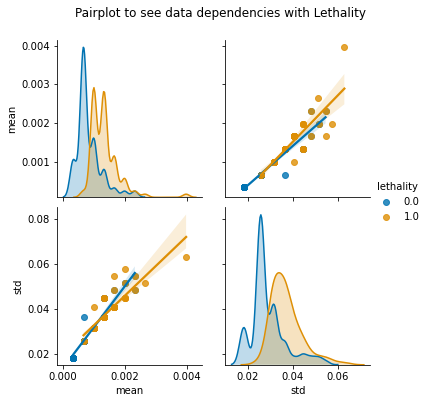 Pairplot to see data dependencies with Lethality
0.004
0.003
0.002
0.001
mean
lethality
0.0
1.0
0.08
0.06
0.04
0.02
std
0.000 0.002 0.004
mean
0.02 0.04 0.06
std